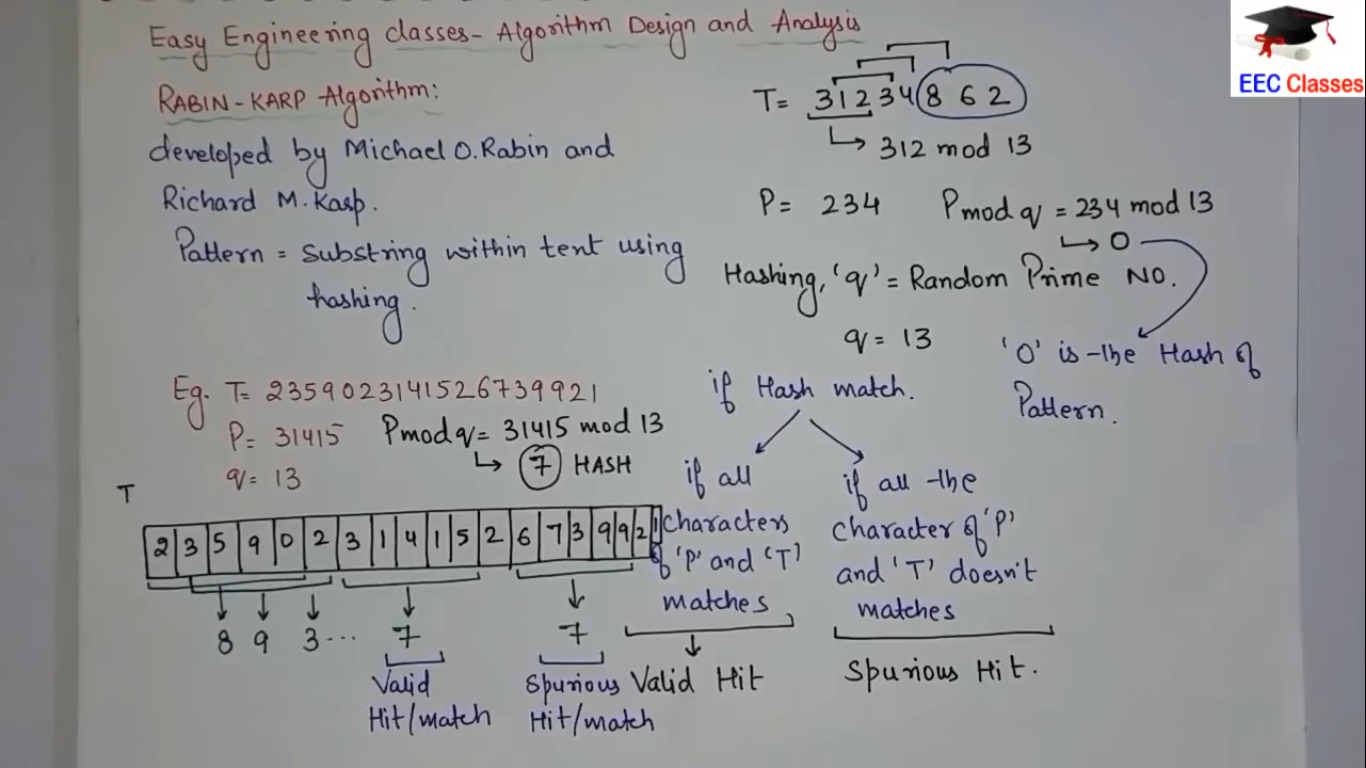 Easy Engineering classes - Algorithm Design and Analysis
RABIN-KARP Algorithm:
developed by Michael O.Rabin and
Richard M. Karp.
Pattern = Substring within tent using
hashing.
EEC Classes
T= 31234862
↳ 312 mod 13
P= 234 Pmodq = 234 mod 13
↳ 0
Hashing, 'q' = Random Prime NO.
q = 13
'0' is the Hash of
Pattern.
Eg. T= 2359023141526739921
P= 31415 Pmodq= 31415 mod 13
↳ 7 HASH
q= 13
T
2 3 5 9 0 2 3 1 4 1 5 2 6 7 3 9 9 2 1
8 9 3 ... 7 7
Valid
Hit/match
Spurious
Hit/match
if Hash match.
if all
characters
of 'P' and 'T'
matches
Valid Hit
if all the
character of 'P'
and 'T' doesn't
matches
Spurious Hit.